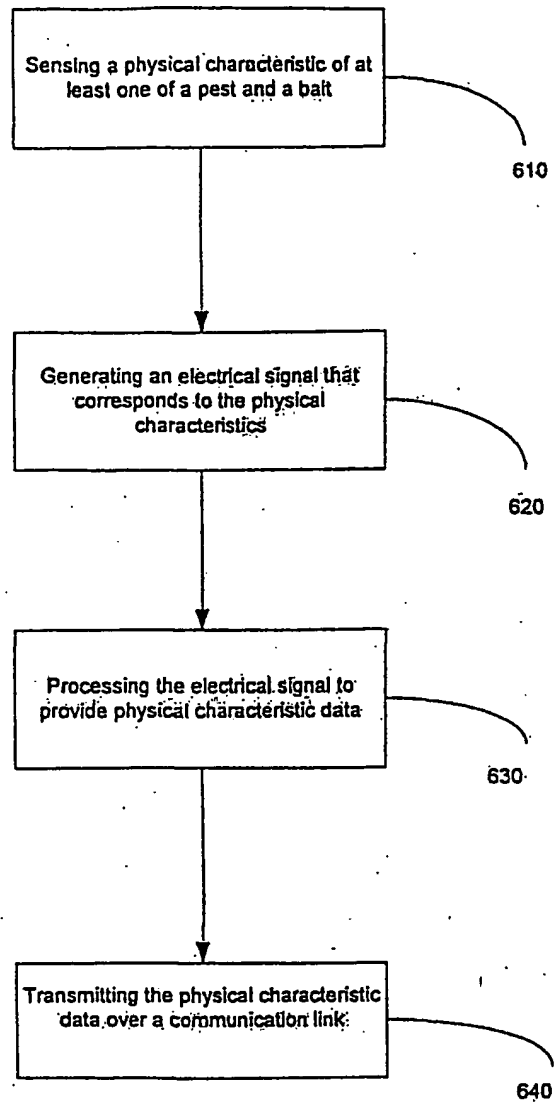 Sensing a physical characteristic of at
least one of a pest and a bait
610
Generating an electrical signal that
corresponds to the physical
characteristics
620
Processing the electrical signal to
provide physical characteristic data
630
Transmitting the physical characteristic
data over a communication link
640